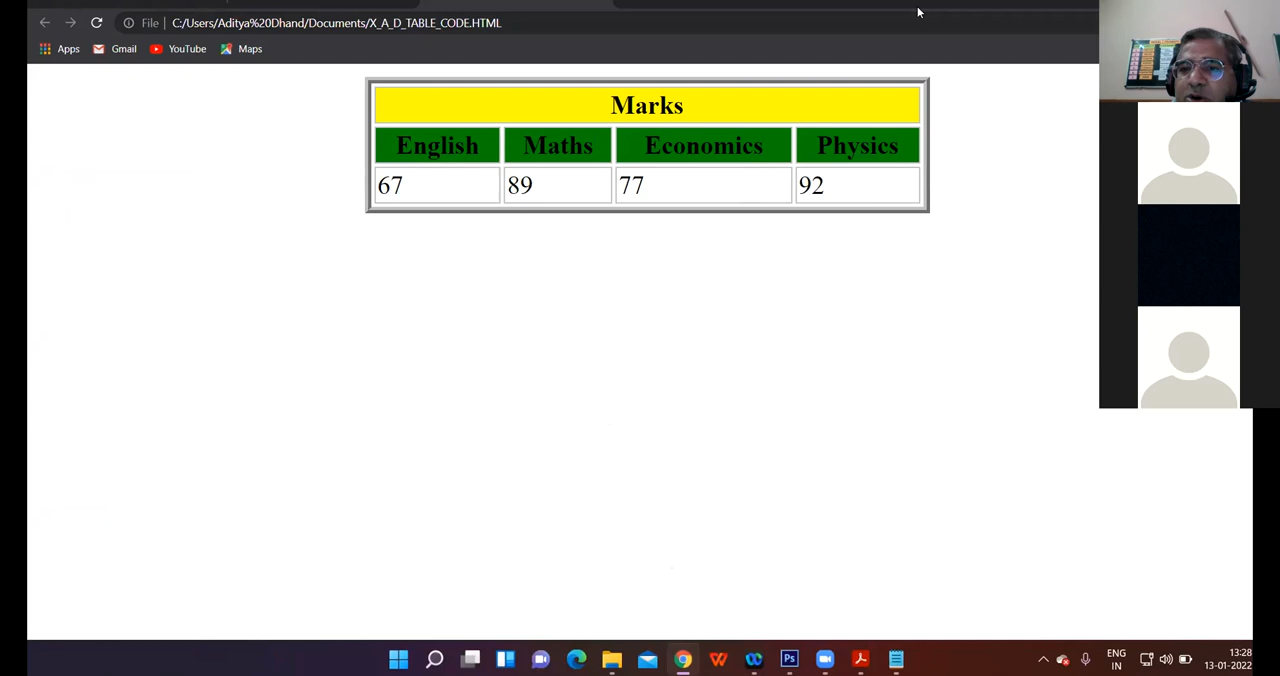 File | C:/Users/Aditya%20Dhand/Documents/X_A_D_TABLE_CODE.HTML
Apps Gmail YouTube Maps
Marks
English Maths Economics Physics
67 89 77 92
W Ps
ENG 13:28
IN 13-01-2022